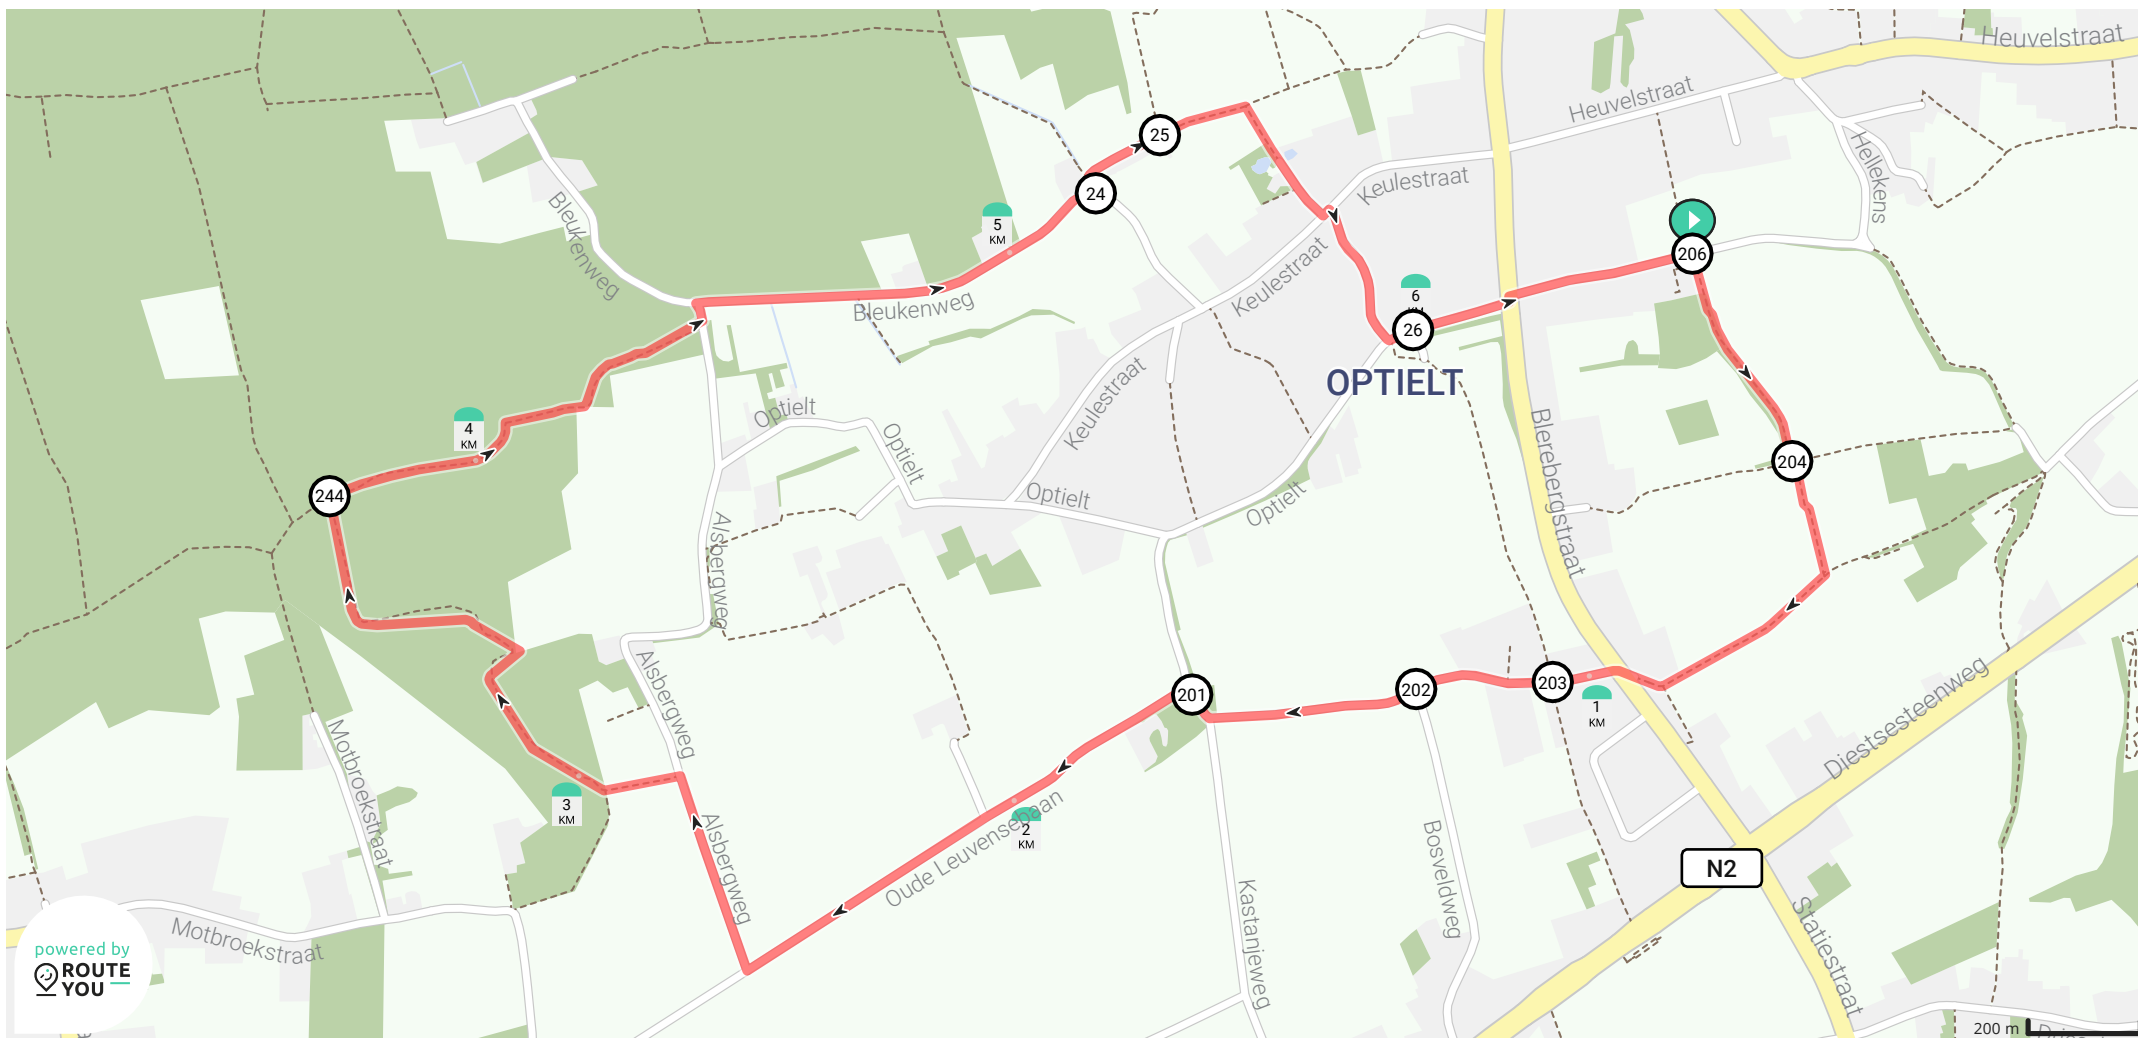 Heuvelstraat
Heuvelstraat
Hellekens
25
24
Keulestraat
Keulestraat
Keulestraat
Bleukenweg
Bleukenweg
5
KM
206
6
26
OPTIELT
4
KM
Optielt
Optielt
Optielt
Optielt
244
204
Blerebergstraat
Alsbergweg
Alsbergweg
Alsbergweg
201
202
203
1
KM
Diestsesteenweg
Motbroekstraat
3
KM
2
KM
Oude Leuvensebaan
Bosveldweg
Kastanjeweg
N2
Statiestraat
Motbroekstraat
powered by
ROUTE
YOU
200 m